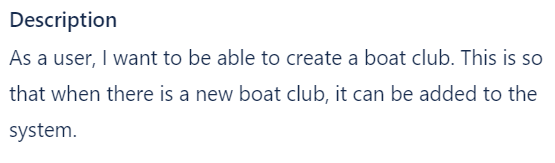 Description
As a user, I want to be able to create a boat club. This is so
that when there is a new boat club, it can be added to the
system.